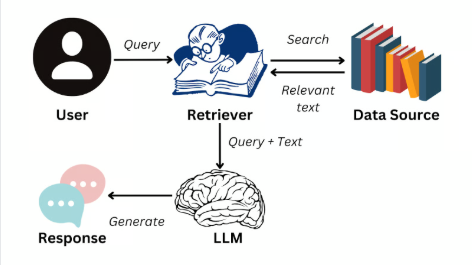 Query
Search
Relevant
text
User
Retriever
Data Source
Query + Text
Generate
Response
LLM